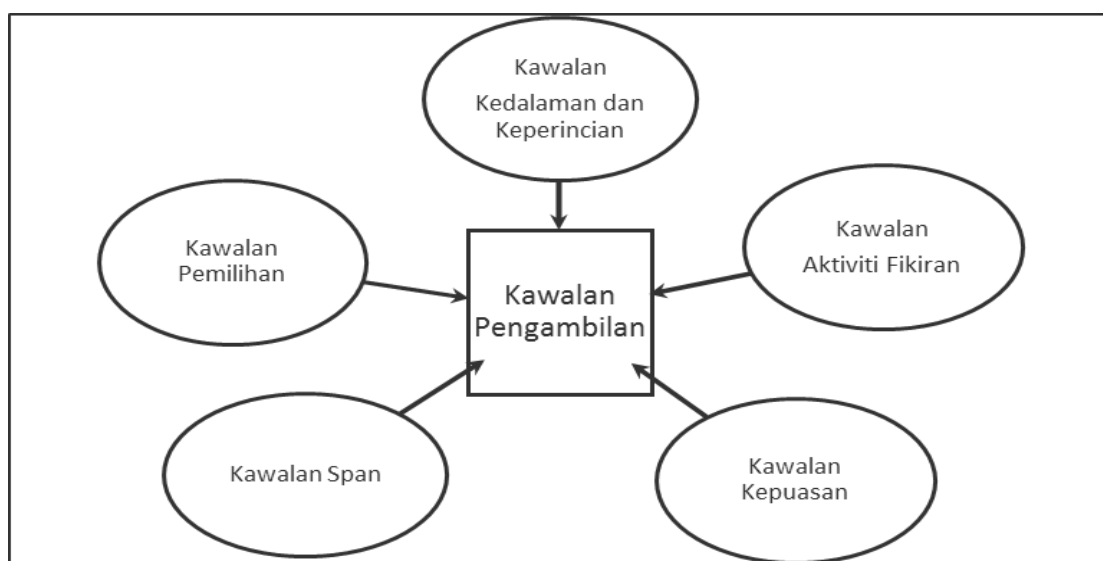 Kawalan
Kedalaman dan
Keperincian
Kawalan
Pemilihan
Kawalan
Aktiviti Fikiran
Kawalan
Pengambilan
Kawalan Span
Kawalan
Kepuasan